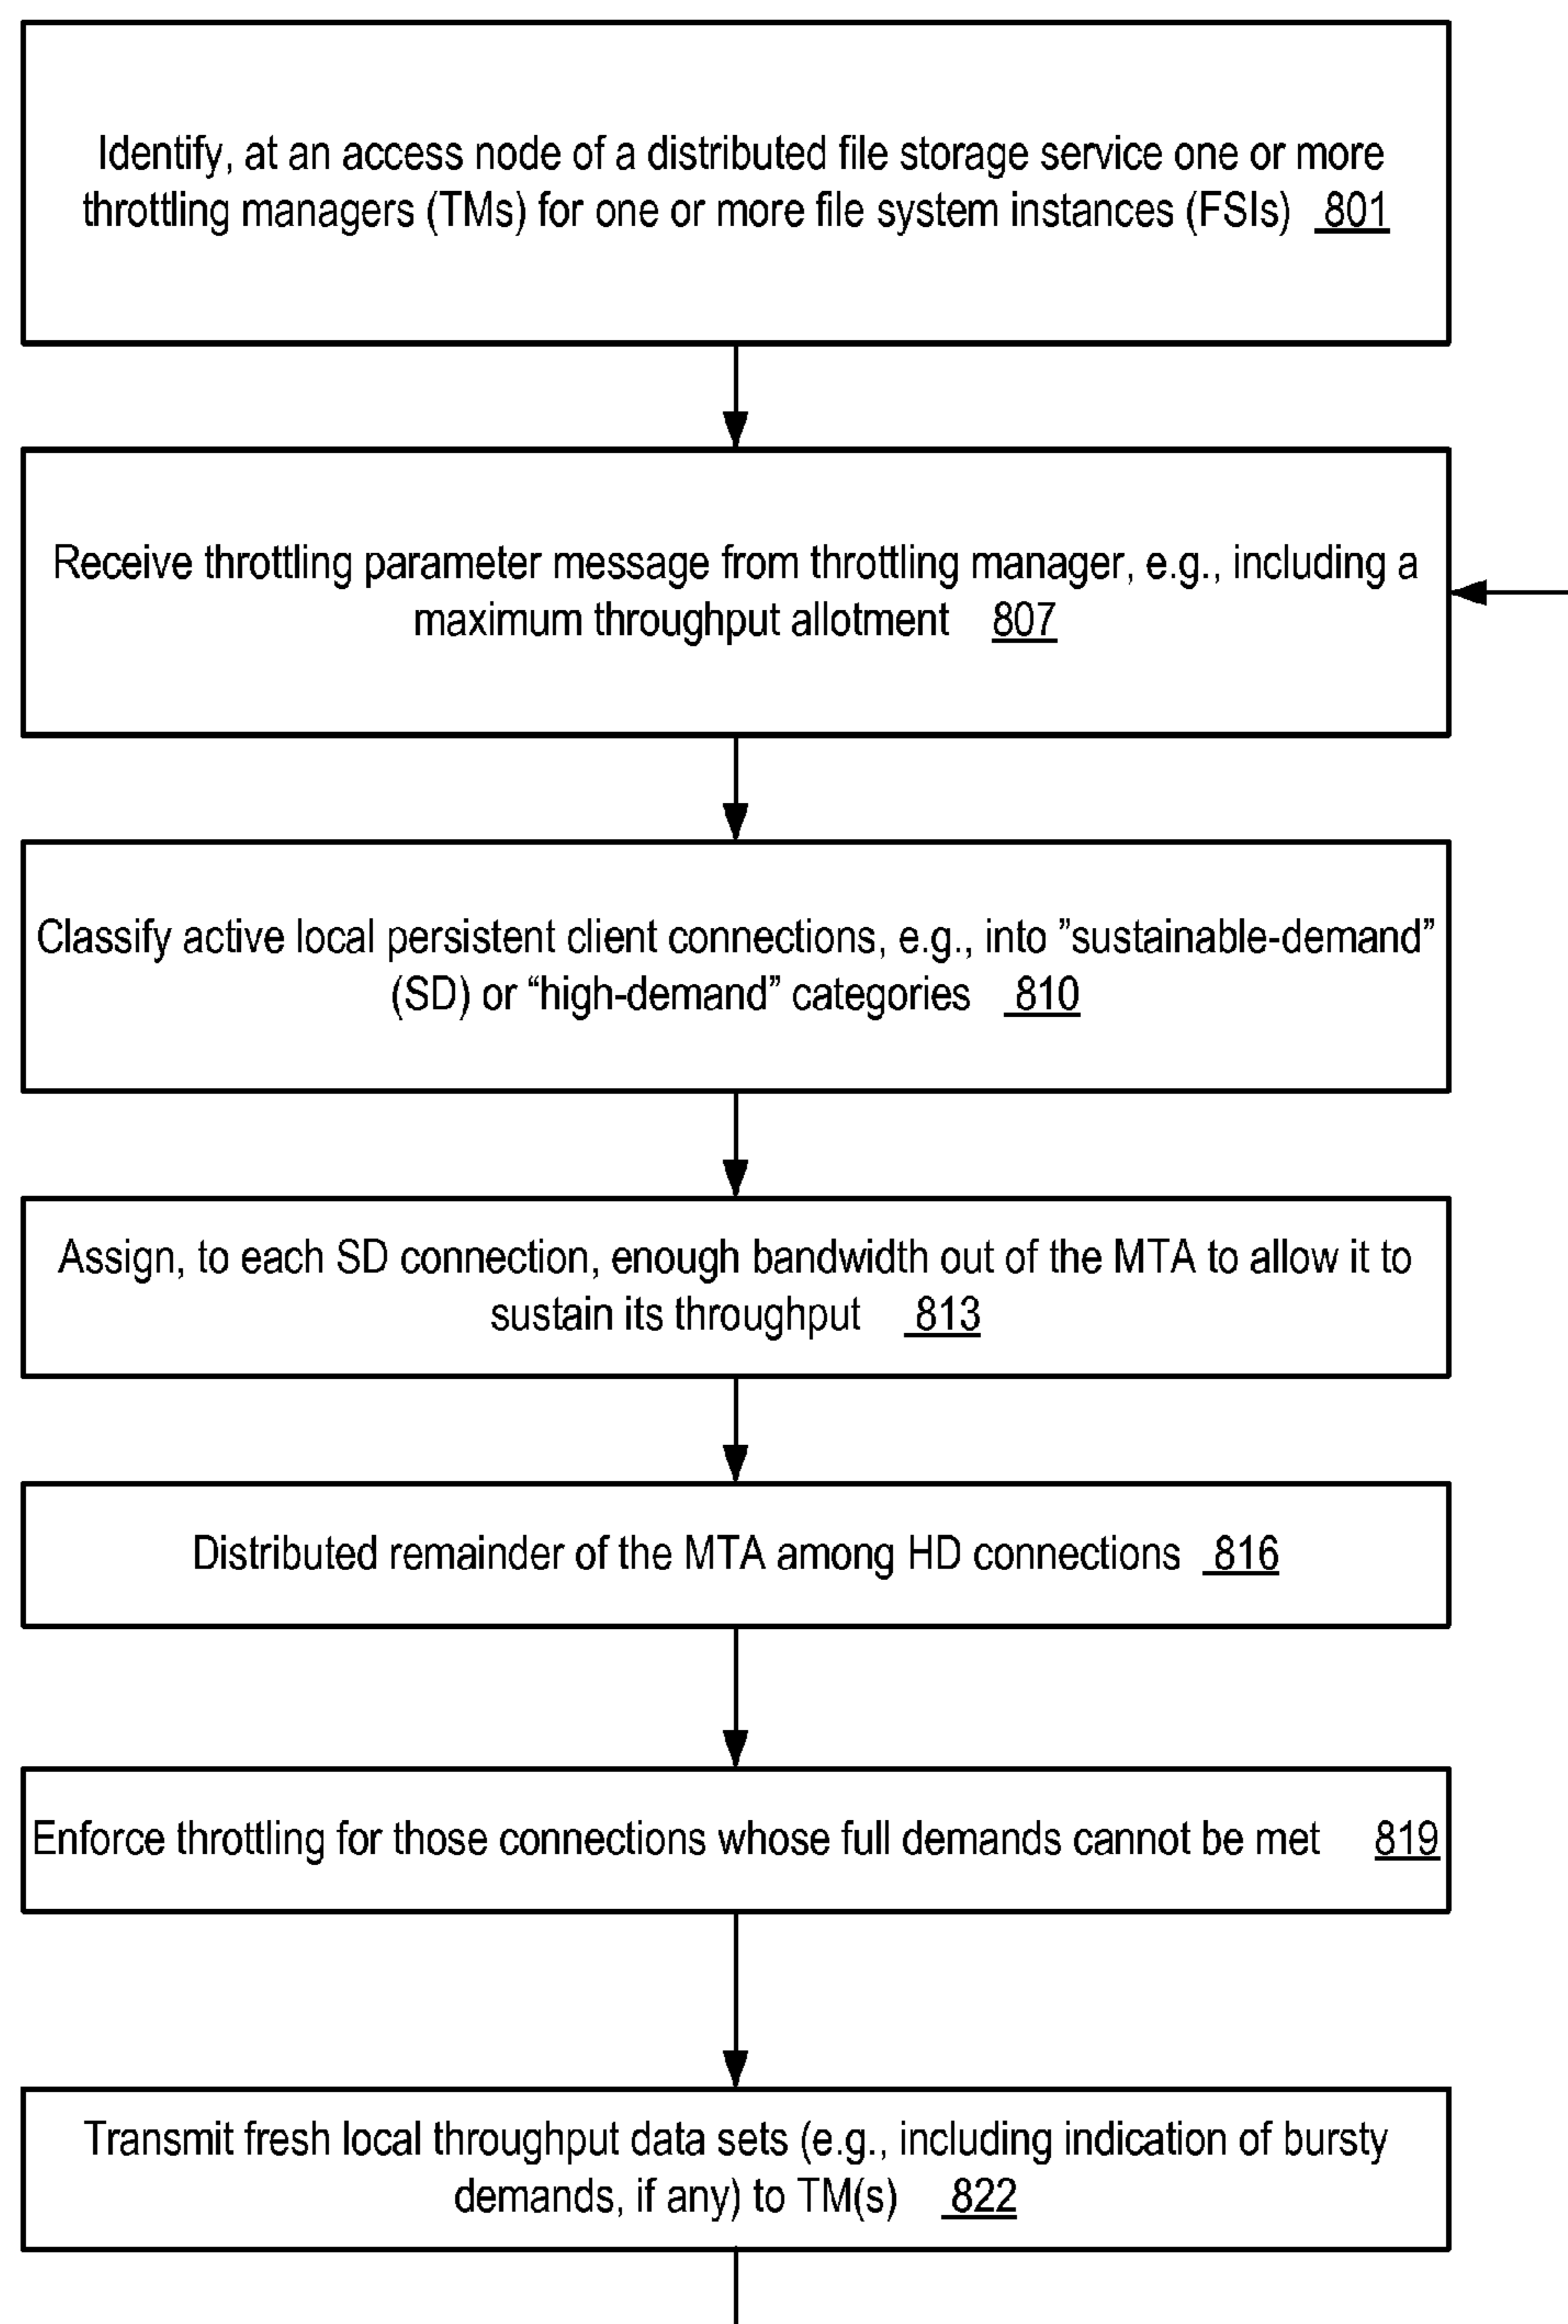 Identify, at an access node of a distributed file storage service one or more
throttling managers (TMs) for one or more file system instances (FSIs) 801
Receive throttling parameter message from throttling manager, e.g., including a
maximum throughput allotment 807
Classify active local persistent client connections, e.g., into ”sustainable-demand”
(SD) or “high-demand” categories 810
Assign, to each SD connection, enough bandwidth out of the MTA to allow it to
sustain its throughput 813
Distributed remainder of the MTA among HD connections 816
Enforce throttling for those connections whose full demands cannot be met 819
Transmit fresh local throughput data sets (e.g., including indication of bursty
demands, if any) to TM(s) 822